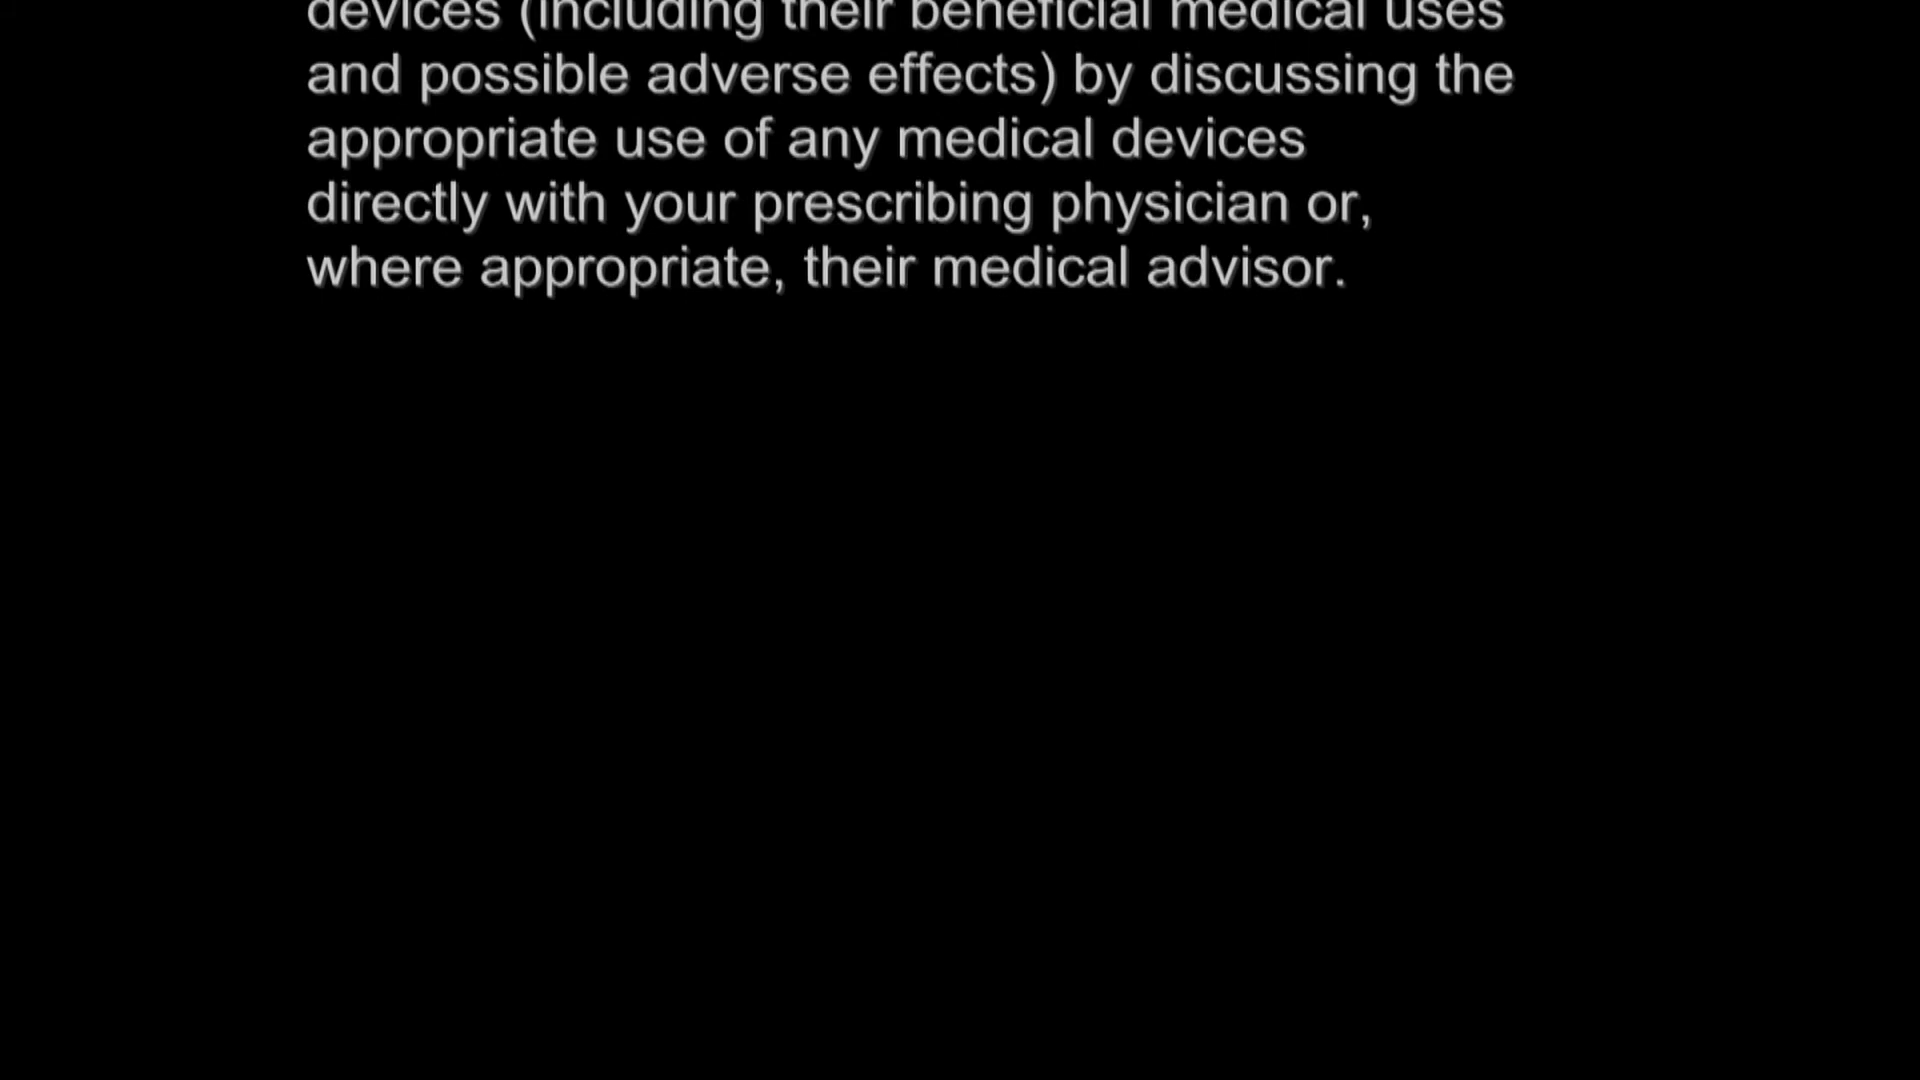 devices (including their beneficial medical uses
and possible adverse effects) by discussing the
appropriate use of any medical devices
directly with your prescribing physician or,
where appropriate, their medical advisor.